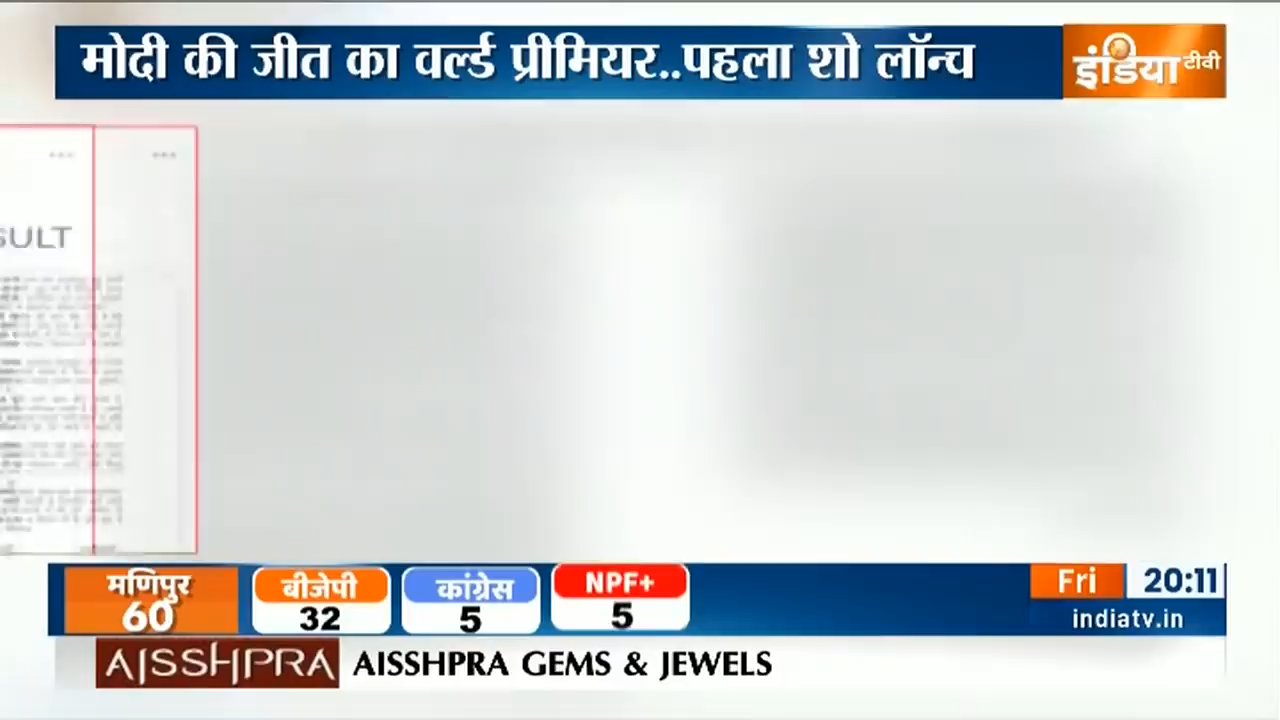 मोदी की जीत का वर्ल्ड प्रीमियर..पहला शो लॉन्च
इंडिया टीवी
SULT
मणिपुर
60
बीजेपी
32
कांग्रेस
5
NPF+
5
Fri
20:11
indiatv.in
AISSHPRA
AISSHPRA GEMS & JEWELS